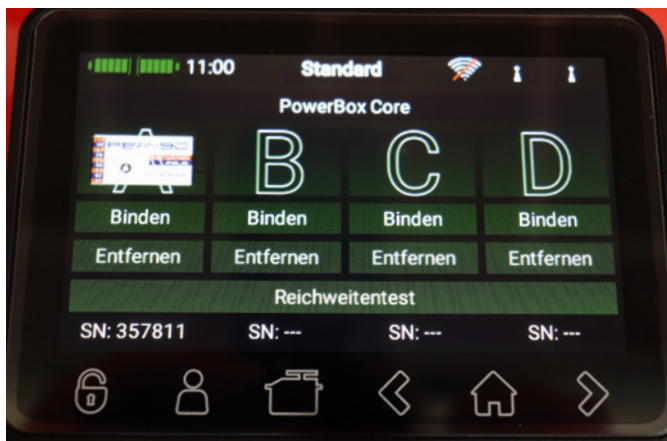 11:00 Standard
PowerBox Core
A B C D
Binden Binden Binden Binden
Entfernen Entfernen Entfernen Entfernen
Reichweitentest
SN: 357811 SN: --- SN: --- SN: ---